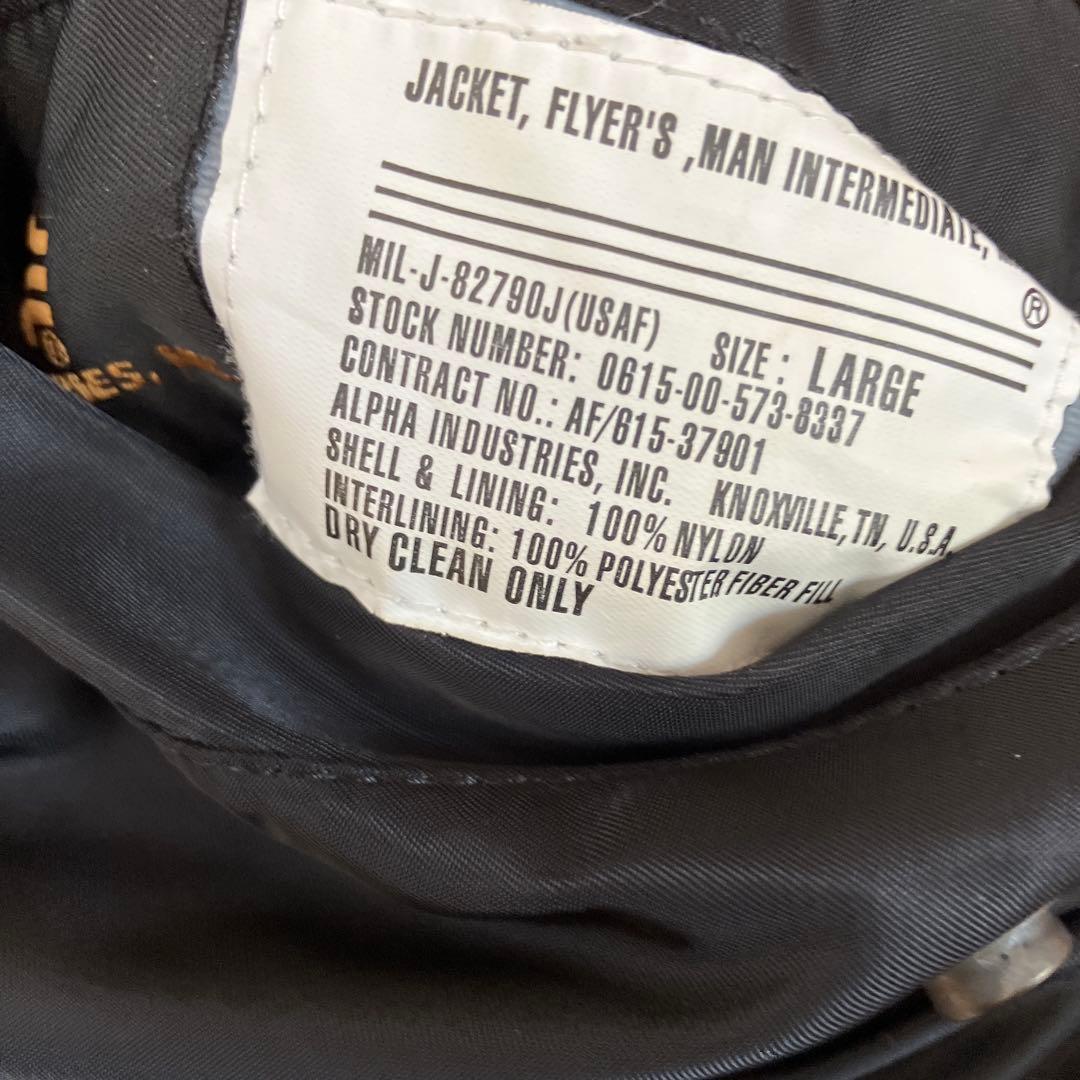 JACKET, FLYER'S ,MAN INTERMEDIATE,
®
MIL-J-82790J(USAF) SIZE : LARGE
STOCK NUMBER: 0615-00-573-8337
CONTRACT NO.: AF/615-37901
ALPHA INDUSTRIES, INC. KNOXVILLE, TN, U.S.A.
SHELL & LINING: 100% NYLON
INTERLINING: 100% POLYESTER FIBER FILL
DRY CLEAN ONLY
®